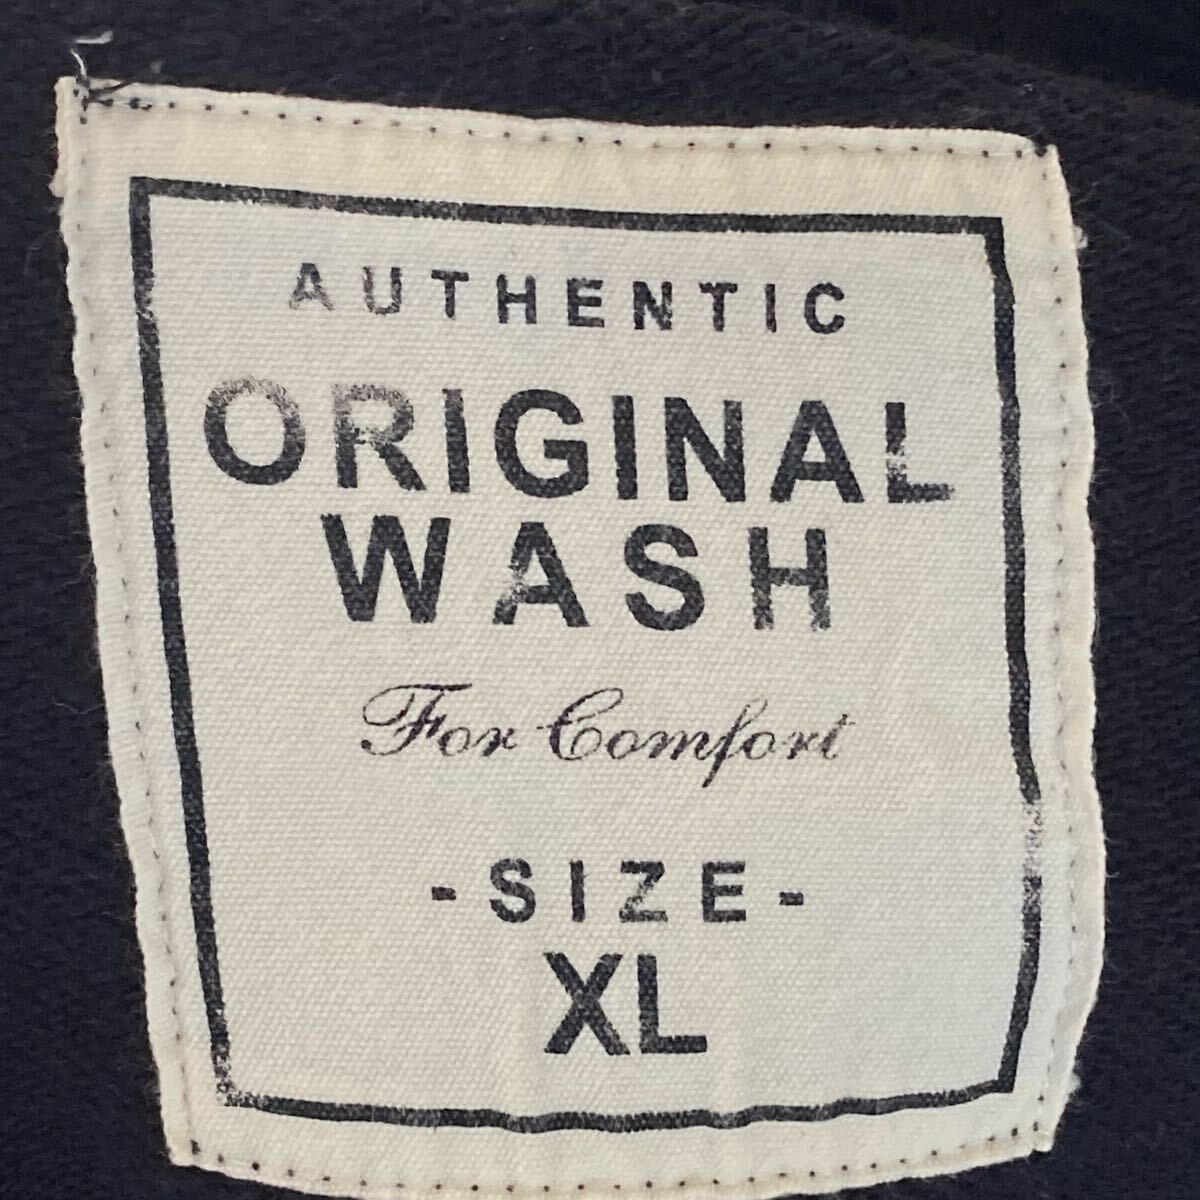 AUTHENTIC
ORIGINAL
WASH
For Comfort
- SIZE -
XL